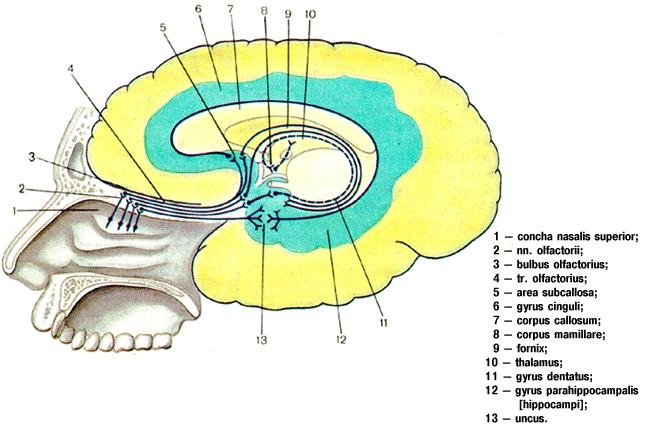 6 7 8 9 10
5
4
3
2
1
13 12 11
1 – concha nasalis superior;
2 – nn. olfactorii;
3 – bulbus olfactorius;
4 – tr. olfactorius;
5 – area subcallosa;
6 – gyrus cinguli;
7 – corpus callosum;
8 – corpus mamillare;
9 – fornix;
10 – thalamus;
11 – gyrus dentatus;
12 – gyrus parahippocampalis
[hippocampi];
13 – uncus.